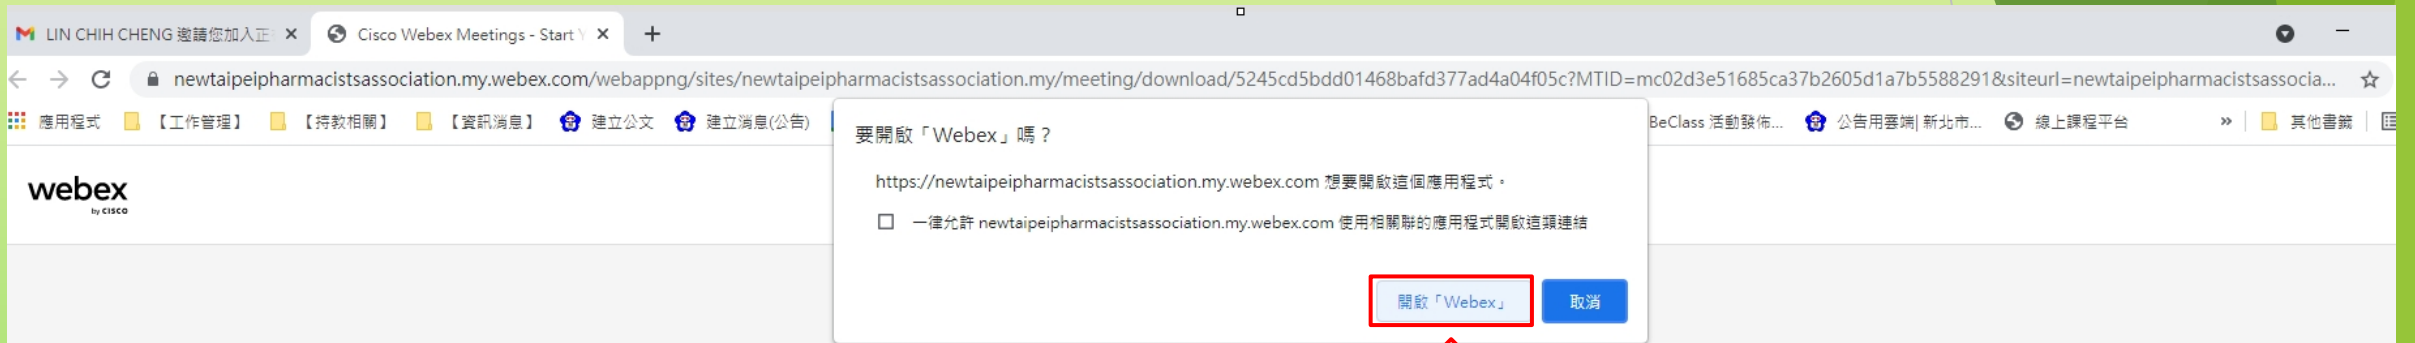 LIN CHIH CHENG 邀請您加入正
Cisco Webex Meetings - Start Y
newtaipeipharmacistsassociation.my.webex.com/webappng/sites/newtaipeipharmacistsassociation.my/meeting/download/5245cd5bdd01468bafd377ad4a04f05c?MTID=mc02d3e51685ca37b2605d1a7b5588291&siteurl=newtaipeipharmacistsassocia...
應用程式 【工作管理】 【持教相關】 【資訊消息】 建立公文 建立消息(公告) BeClass 活動發佈... 公告用雲端| 新北市... 線上課程平台 » 其他書籤
webex
by CISCO
要開啟「Webex」嗎？
https://newtaipeipharmacistsassociation.my.webex.com 想要開啟這個應用程式。
一律允許 newtaipeipharmacistsassociation.my.webex.com 使用相關聯的應用程式開啟這類連結
開啟「Webex」
取消